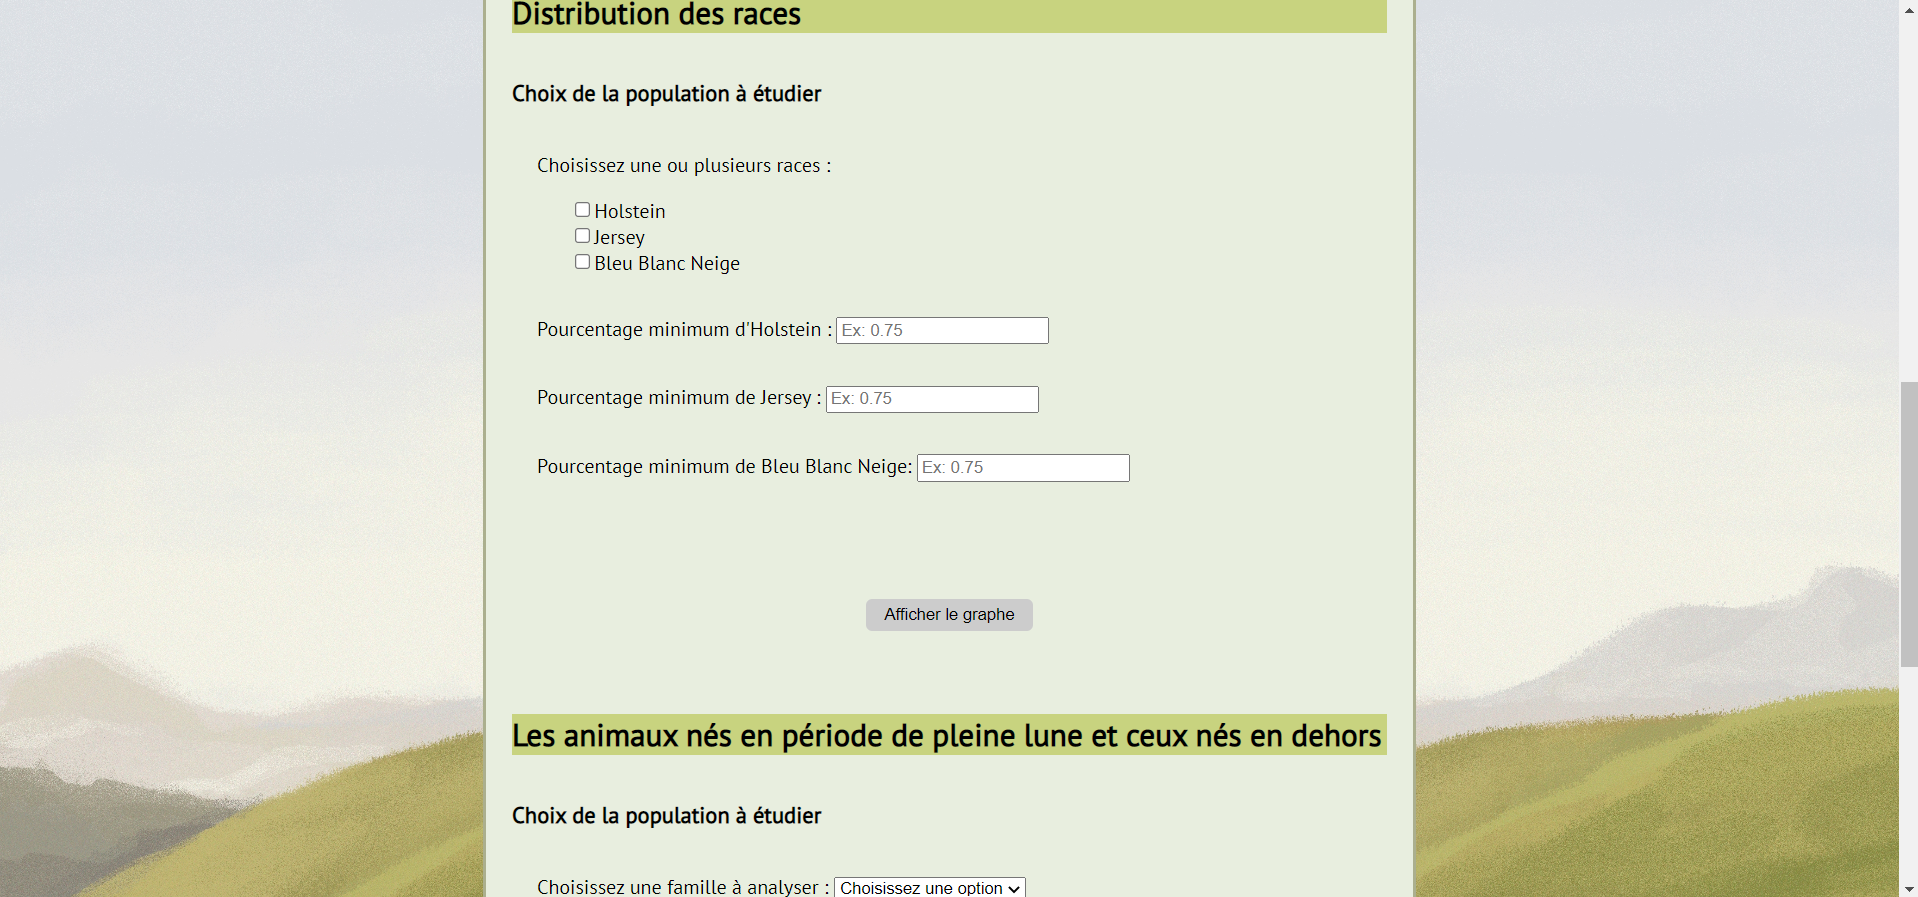 Distribution des races
Choix de la population à étudier
Choisissez une ou plusieurs races :
Holstein
Jersey
Bleu Blanc Neige
Pourcentage minimum d'Holstein : Ex: 0.75
Pourcentage minimum de Jersey : Ex: 0.75
Pourcentage minimum de Bleu Blanc Neige: Ex: 0.75
Afficher le graphe
Les animaux nés en période de pleine lune et ceux nés en dehors
Choix de la population à étudier
Choisissez une famille à analyser : Choisissez une option